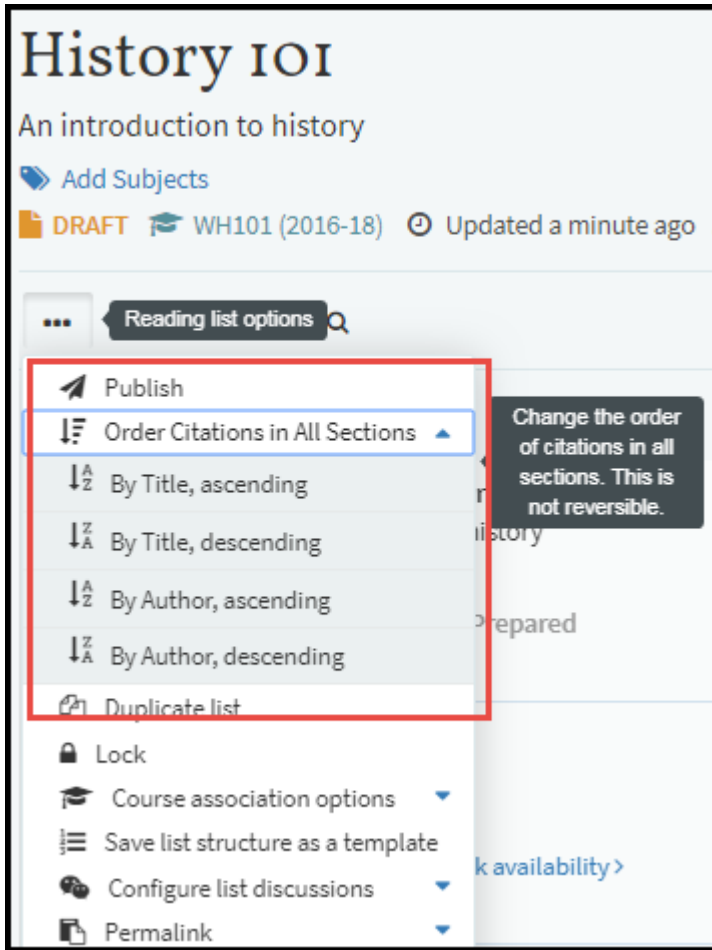 History 101
An introduction to history
Add Subjects
DRAFT WH101 (2016-18) Updated a minute ago
Reading list options
Publish
Order Citations in All Sections
Change the order
of citations in all
sections. This is
not reversible.
By Title, ascending
By Title, descending
By Author, ascending
By Author, descending
Prepared
Duplicate list
Lock
Course association options
Save list structure as a template
k availability >
Configure list discussions
Permalink